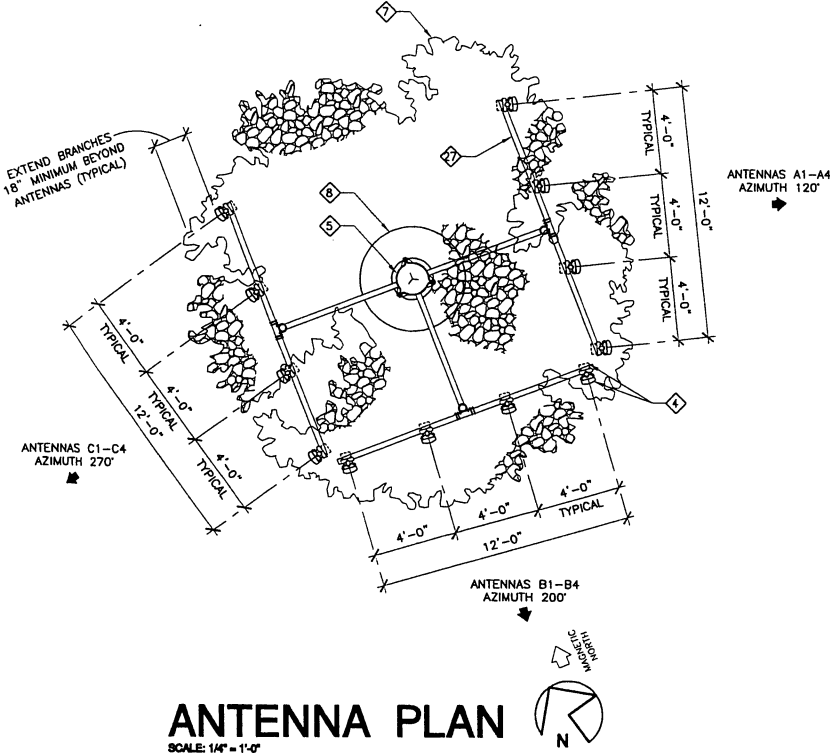 7
EXTEND BRANCHES
18" MINIMUM BEYOND
ANTENNAS (TYPICAL)
27
4'-0"
TYPICAL
4'-0"
TYPICAL
4'-0"
TYPICAL
12'-0"
ANTENNAS A1-A4
AZIMUTH 120°
8
5
4
4'-0"
TYPICAL
4'-0"
TYPICAL
4'-0"
TYPICAL
12'-0"
ANTENNAS C1-C4
AZIMUTH 270°
4'-0"
4'-0"
4'-0"
TYPICAL
12'-0"
ANTENNAS B1-B4
AZIMUTH 200°
MAGNETIC
NORTH
N
ANTENNA PLAN
SCALE: 1/4" = 1'-0"